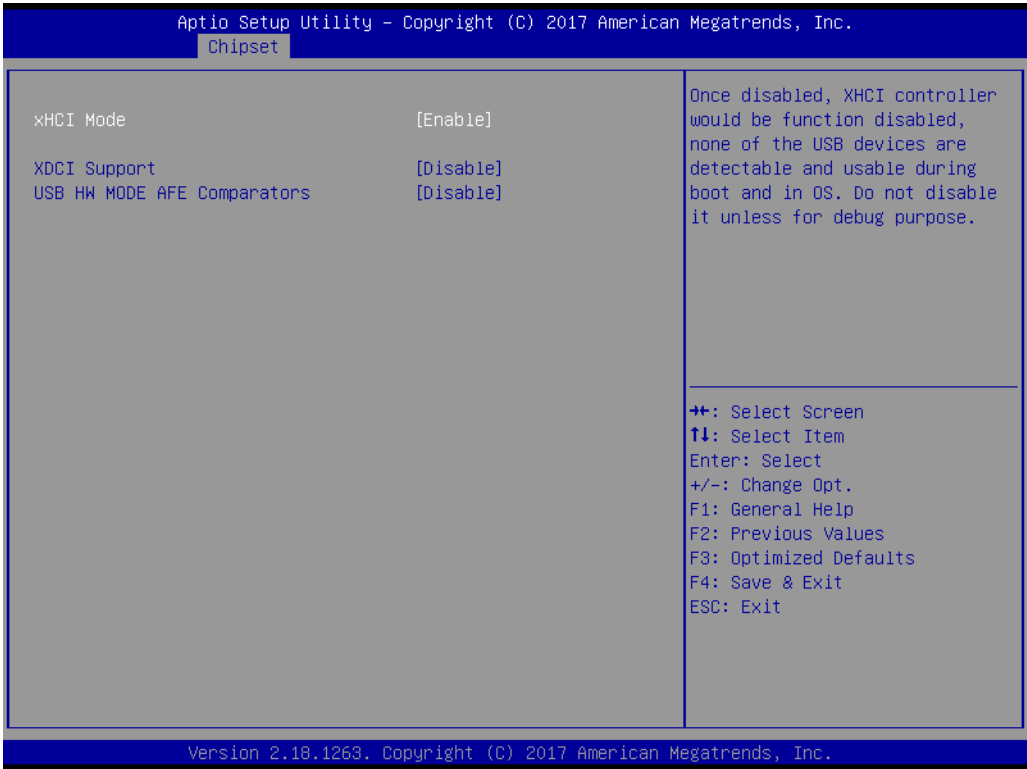 Aptio Setup Utility – Copyright (C) 2017 American Megatrends, Inc.
Chipset
xHCI Mode [Enable]
XDCI Support [Disable]
USB HW MODE AFE Comparators [Disable]
Once disabled, XHCI controller
would be function disabled,
none of the USB devices are
detectable and usable during
boot and in OS. Do not disable
it unless for debug purpose.
→←: Select Screen
↑↓: Select Item
Enter: Select
+/-: Change Opt.
F1: General Help
F2: Previous Values
F3: Optimized Defaults
F4: Save & Exit
ESC: Exit
Version 2.18.1263. Copyright (C) 2017 American Megatrends, Inc.